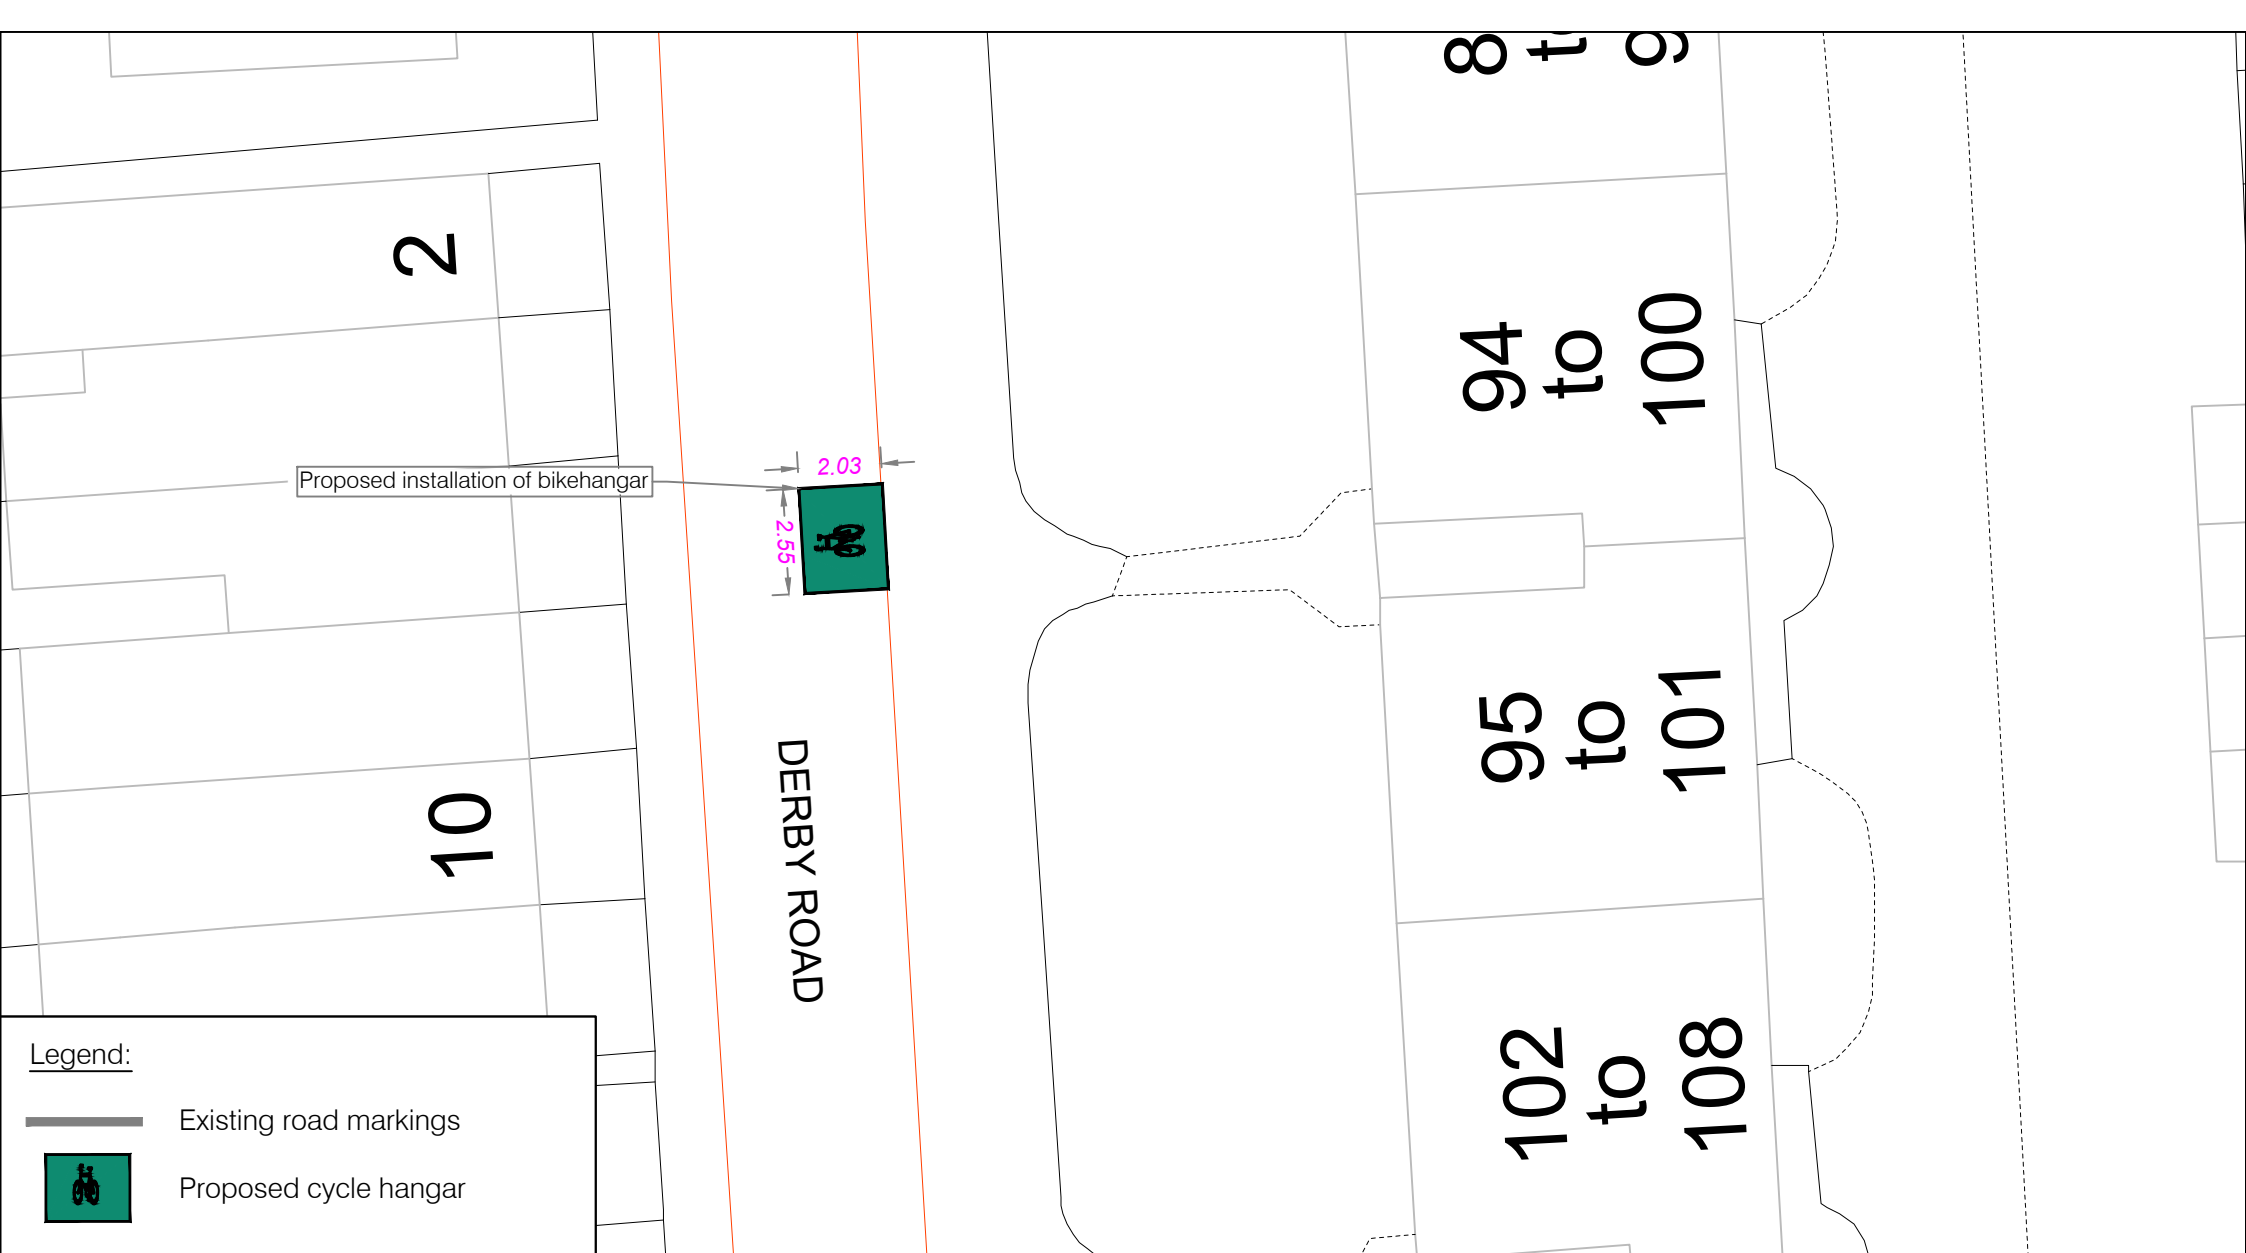 2
94
to
100
2.03
Proposed installation of bikehangar
2.55
95
to
101
DERBY ROAD
10
102
to
108
Legend:
Existing road markings
Proposed cycle hangar